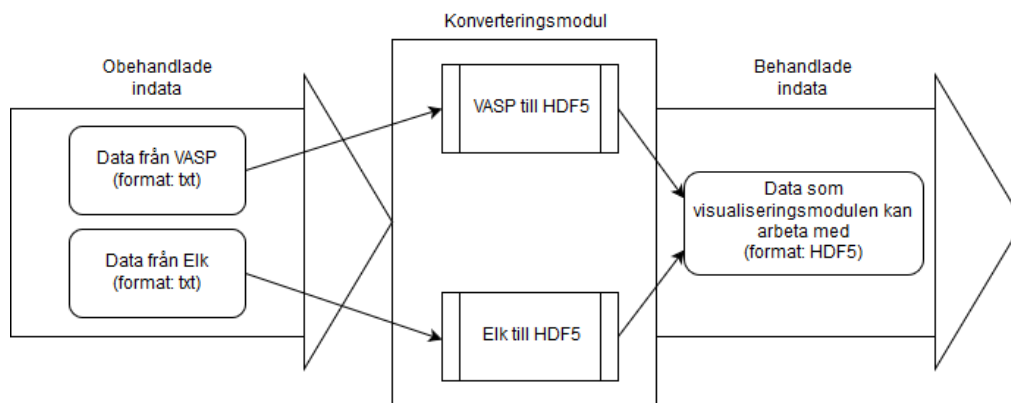 Konverteringsmodul
Obehandlade
indata
Behandlade
indata
Data från VASP
(format: txt)
VASP till HDF5
Data från Elk
(format: txt)
Elk till HDF5
Data som
visualiseringsmodulen kan
arbeta med
(format: HDF5)